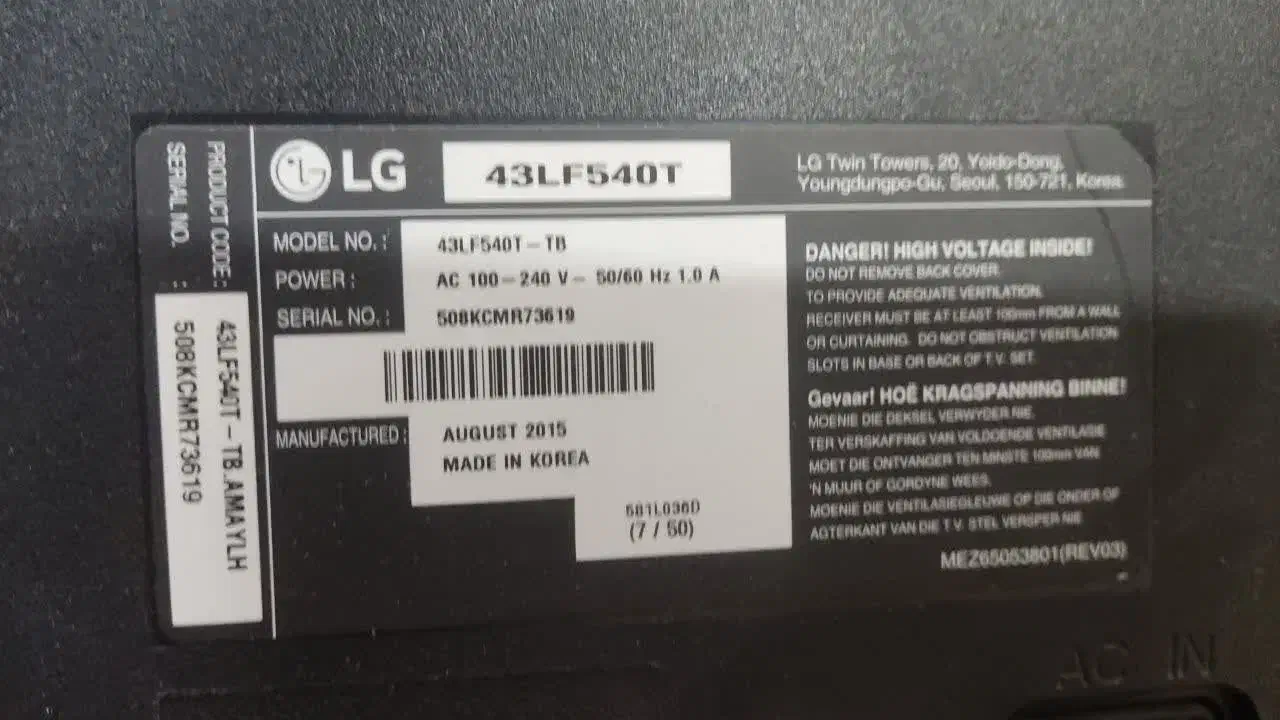 PRODUCT CODE : 43LF540T-TB.AMAYLH
SERIAL NO. : 508KCMR73619
LG
43LF540T
LG Twin Towers, 20, Yoido-Dong,
Youngdungpo-Gu, Seoul, 150-721, Korea
MODEL NO. : 43LF540T-TB
POWER : AC 100-240 V~ 50/60 Hz 1.0 A
SERIAL NO. : 508KCMR73619
MANUFACTURED : AUGUST 2015
MADE IN KOREA
(7 / 50)
DANGER! HIGH VOLTAGE INSIDE!
DO NOT REMOVE BACK COVER.
TO PROVIDE ADEQUATE VENTILATION,
RECEIVER MUST BE AT LEAST 100mm FROM A WALL
OR CURTAINING. DO NOT OBSTRUCT VENTILATION
SLOTS IN BASE OR BACK OF T.V. SET.
Gevaar! HOË KRAGSPANNING BINNE!
MOENIE DIE DEKSEL VERWYDER NIE.
TER VERSKAFFING VAN VOLDOENDE VENTILASIE
MOET DIE ONTVANGER TEN MINSTE 100mm VAN
'N MUUR OF GORDYNE WEES.
MOENIE DIE VENTILASIEGLEUWE OP DIE ONDER OF
AGTERKANT VAN DIE T.V. STEL VERSPER NIE
MEZ65053801(REV03)
AC IN